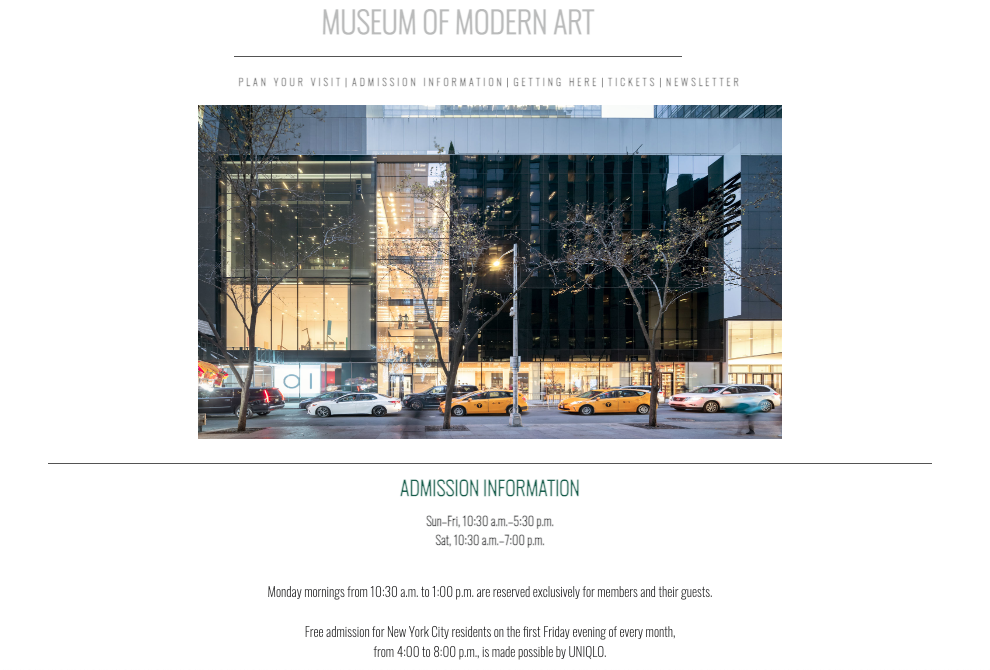 MUSEUM OF MODERN ART
PLAN YOUR VISIT | ADMISSION INFORMATION | GETTING HERE | TICKETS | NEWSLETTER
MoMA
ADMISSION INFORMATION
Sun–Fri, 10:30 a.m.–5:30 p.m.
Sat, 10:30 a.m.–7:00 p.m.
Monday mornings from 10:30 a.m. to 1:00 p.m. are reserved exclusively for members and their guests.
Free admission for New York City residents on the first Friday evening of every month,
from 4:00 to 8:00 p.m., is made possible by UNIQLO.